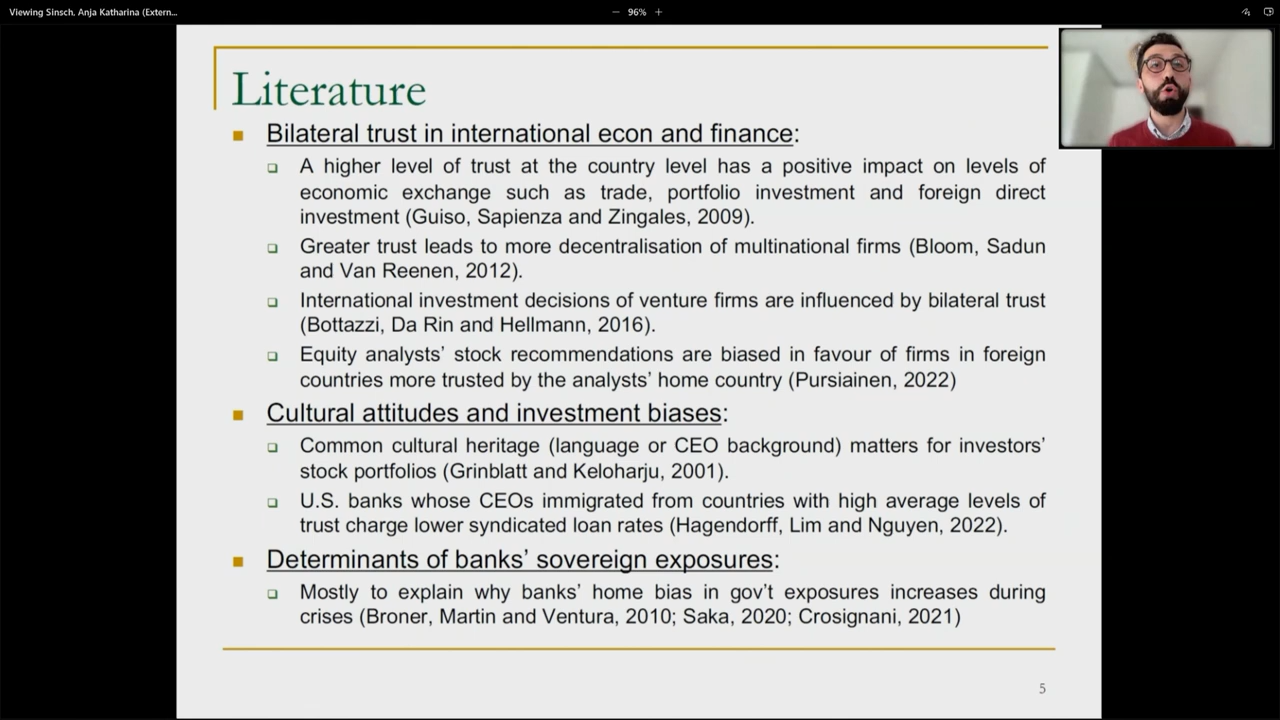 Viewing Sinsch, Anja Katharina (Extern...
− 96% +
Literature
Bilateral trust in international econ and finance:
A higher level of trust at the country level has a positive impact on levels of
economic exchange such as trade, portfolio investment and foreign direct
investment (Guiso, Sapienza and Zingales, 2009).
Greater trust leads to more decentralisation of multinational firms (Bloom, Sadun
and Van Reenen, 2012).
International investment decisions of venture firms are influenced by bilateral trust
(Bottazzi, Da Rin and Hellmann, 2016).
Equity analysts’ stock recommendations are biased in favour of firms in foreign
countries more trusted by the analysts’ home country (Pursiainen, 2022)
Cultural attitudes and investment biases:
Common cultural heritage (language or CEO background) matters for investors’
stock portfolios (Grinblatt and Keloharju, 2001).
U.S. banks whose CEOs immigrated from countries with high average levels of
trust charge lower syndicated loan rates (Hagendorff, Lim and Nguyen, 2022).
Determinants of banks’ sovereign exposures:
Mostly to explain why banks’ home bias in gov’t exposures increases during
crises (Broner, Martin and Ventura, 2010; Saka, 2020; Crosignani, 2021)
5